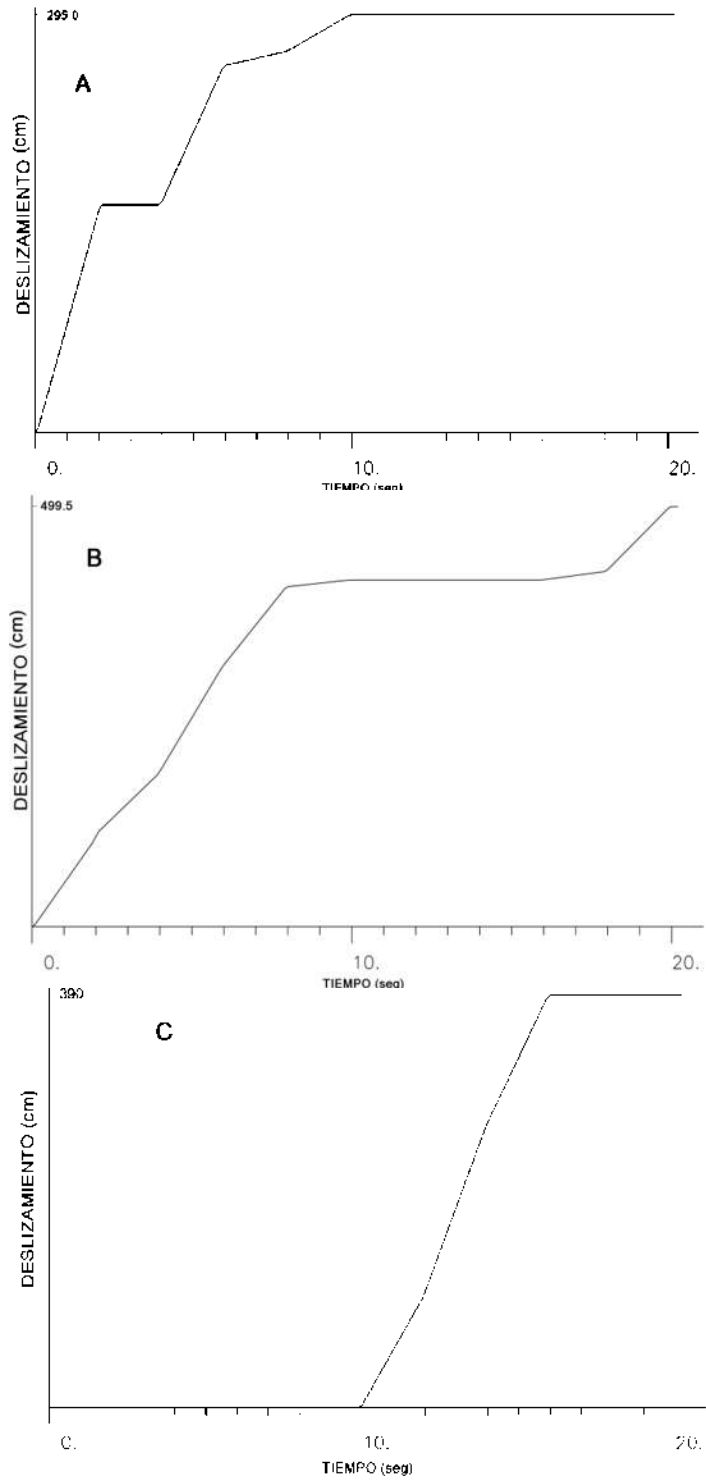 295 0
A
DESLIZAMIENTO (cm)
0. 10. 20.
TIEMPO (seg)
499.5
B
DESLIZAMIENTO (cm)
0. 10. 20.
TIEMPO (seg)
390
C
DESLIZAMIENTO (cm)
0. 10. 20.
TIEMPO (seg)